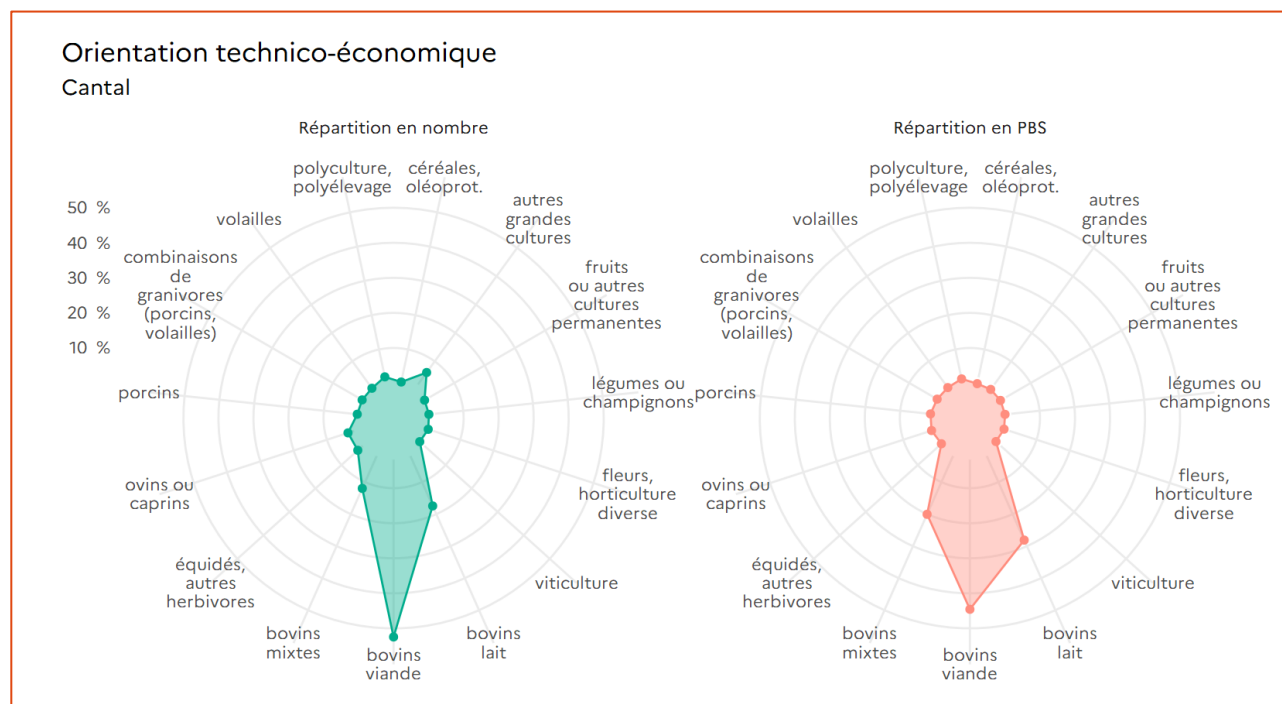 Orientation technico-économique
Cantal
Répartition en nombre
polyculture,
polyélevage
céréales,
oléoprot.
autres
grandes
cultures
fruits
ou autres
cultures
permanentes
légumes ou
champignons
fleurs,
horticulture
diverse
viticulture
bovins
lait
bovins
viande
bovins
mixtes
équidés,
autres
herbivores
ovins ou
caprins
porcins
combinaisons
de
granivores
(porcins,
volailles)
volailles
50 %
40 %
30 %
20 %
10 %
Répartition en PBS
polyculture,
polyélevage
céréales,
oléoprot.
autres
grandes
cultures
fruits
ou autres
cultures
permanentes
légumes ou
champignons
fleurs,
horticulture
diverse
viticulture
bovins
lait
bovins
viande
bovins
mixtes
équidés,
autres
herbivores
ovins ou
caprins
porcins
combinaisons
de
granivores
(porcins,
volailles)
volailles